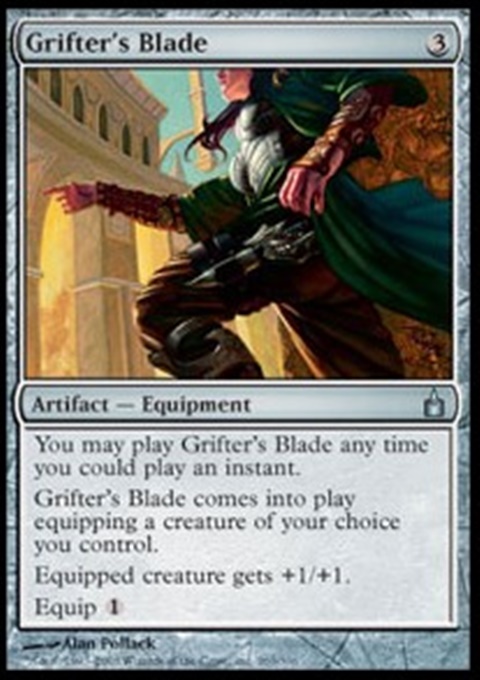 Grifter's Blade 3
Artifact — Equipment
You may play Grifter's Blade any time
you could play an instant.
Grifter's Blade comes into play
equipping a creature of your choice
you control.
Equipped creature gets +1/+1.
Equip 1
Alan Pollack